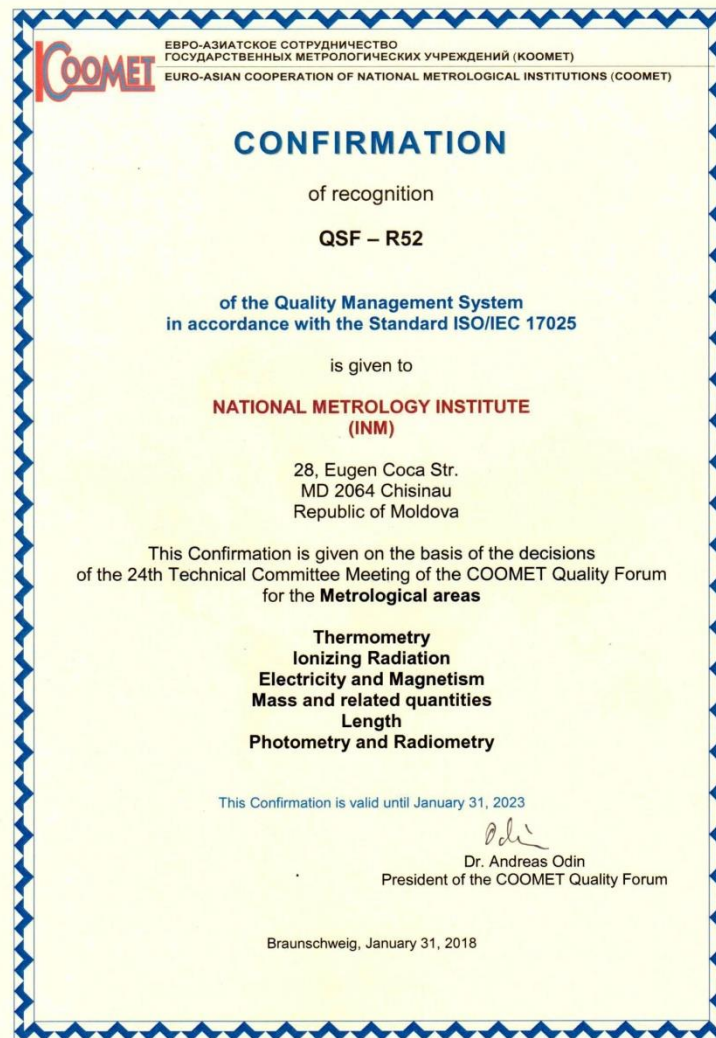 COOMET
ЕВРО-АЗИАТСКОЕ СОТРУДНИЧЕСТВО
ГОСУДАРСТВЕННЫХ МЕТРОЛОГИЧЕСКИХ УЧРЕЖДЕНИЙ (КООМЕТ)
EURO-ASIAN COOPERATION OF NATIONAL METROLOGICAL INSTITUTIONS (COOMET)
CONFIRMATION
of recognition
QSF – R52
of the Quality Management System
in accordance with the Standard ISO/IEC 17025
is given to
NATIONAL METROLOGY INSTITUTE
(INM)
28, Eugen Coca Str.
MD 2064 Chisinau
Republic of Moldova
This Confirmation is given on the basis of the decisions
of the 24th Technical Committee Meeting of the COOMET Quality Forum
for the Metrological areas
Thermometry
Ionizing Radiation
Electricity and Magnetism
Mass and related quantities
Length
Photometry and Radiometry
This Confirmation is valid until January 31, 2023
Odin
Dr. Andreas Odin
President of the COOMET Quality Forum
Braunschweig, January 31, 2018